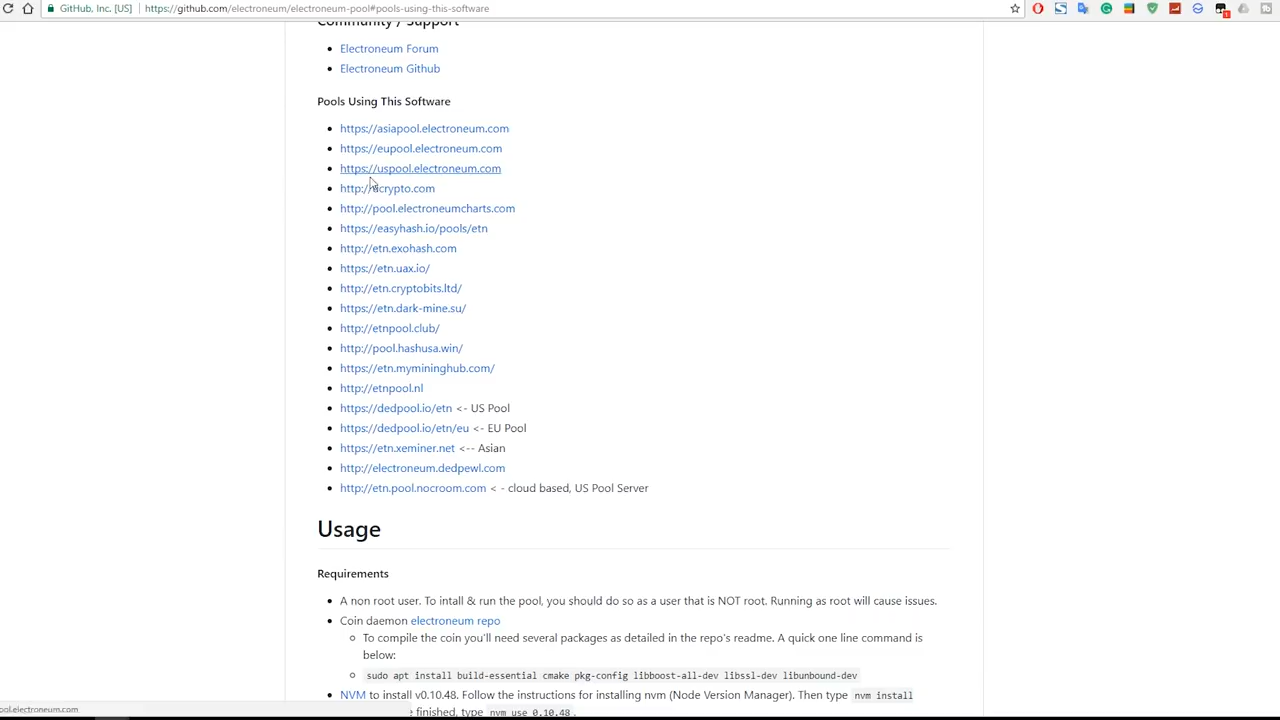 GitHub, Inc. [US] https://github.com/electroneum/electroneum-pool#pools-using-this-software
Community / Support
Electroneum Forum
Electroneum Github
Pools Using This Software
https://asiapool.electroneum.com
https://eupool.electroneum.com
https://uspool.electroneum.com
http://crypto.com
http://pool.electroneumcharts.com
https://easyhash.io/pools/etn
http://etn.exohash.com
https://etn.uax.io/
http://etn.cryptobits.ltd/
https://etn.dark-mine.su/
http://etnpool.club/
http://pool.hashusa.win/
https://etn.mymininghub.com/
http://etnpool.nl
https://dedpool.io/etn <- US Pool
https://dedpool.io/etn/eu <- EU Pool
https://etn.xeminer.net <-- Asian
http://electroneum.dedpewl.com
http://etn.pool.nocroom.com < - cloud based, US Pool Server
Usage
Requirements
A non root user. To intall & run the pool, you should do so as a user that is NOT root. Running as root will cause issues.
Coin daemon electroneum repo
To compile the coin you'll need several packages as detailed in the repo's readme. A quick one line command is
below:
sudo apt install build-essential cmake pkg-config libboost-all-dev libssl-dev libunbound-dev
NVM to install v0.10.48. Follow the instructions for installing nvm (Node Version Manager). Then type nvm install
finished, type nvm use 0.10.48.
ool.electroneum.com